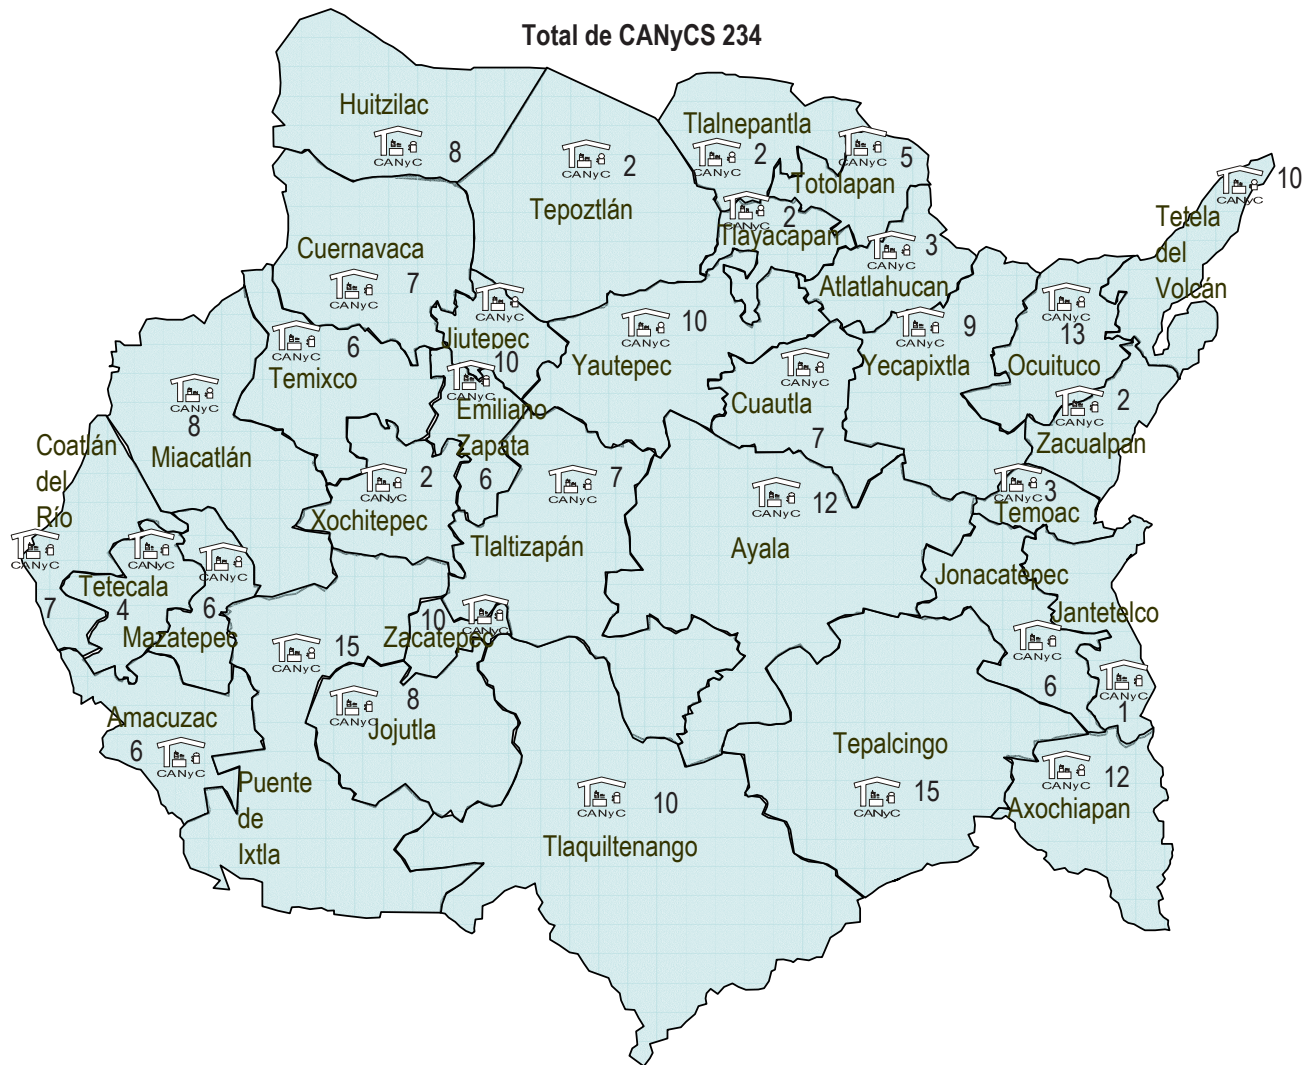 Total de CANyCS 234
Huitzilac
CANyC
8
Tepoztlán
CANyC
2
Tlalnepantla
CANyC
2
Totolapan
CANyC
5
Tlayacapan
CANyC
2
Atlatlahucan
CANyC
3
Tetela
del
Volcán
CANyC
10
Cuernavaca
CANyC
7
Jiutepec
CANyC
10
Yautepec
CANyC
10
Cuautla
CANyC
7
Yecapixtla
CANyC
9
Ocuituco
CANyC
13
Zacualpan
CANyC
2
Temixco
CANyC
6
Emiliano
Zapata
CANyC
6
Miacatlán
CANyC
8
Coatlán
del
Río
CANyC
7
Xochitepec
CANyC
2
Tlaltizapán
CANyC
7
Ayala
CANyC
12
Temoac
CANyC
3
Tetecala
CANyC
4
Mazatepec
CANyC
6
Zacatepec
CANyC
10
Jonacatepec
CANyC
6
Jantetelco
CANyC
1
Amacuzac
CANyC
6
Puente
de
Ixtla
CANyC
15
Jojutla
CANyC
8
Tlaquiltenango
CANyC
10
Tepalcingo
CANyC
15
Axochiapan
CANyC
12